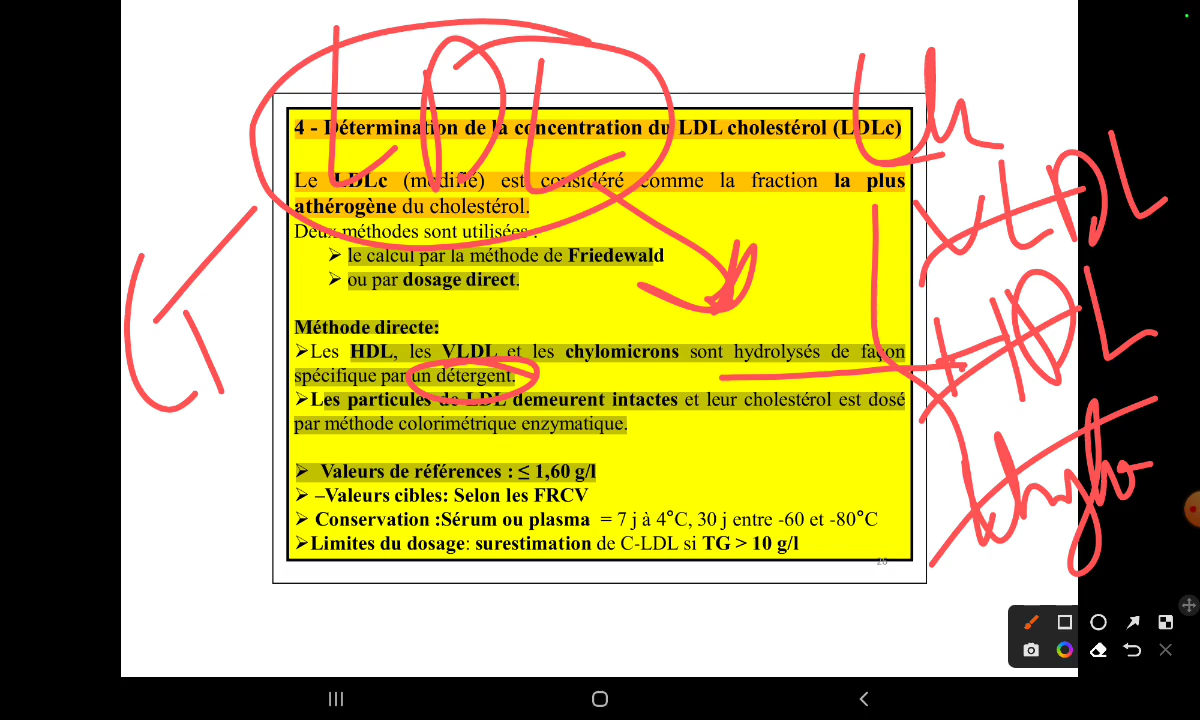 LDL
4 - Détermination de la concentration du LDL cholestérol (LDLc)
Le LDLc (modifié) est considéré comme la fraction la plus
athérogène du cholestérol.
Deux méthodes sont utilisées :
➢ le calcul par la méthode de Friedewald
➢ ou par dosage direct.
Méthode directe:
➢Les HDL, les VLDL et les chylomicrons sont hydrolysés de façon
spécifique par un détergent.
➢Les particules de LDL demeurent intactes et leur cholestérol est dosé
par méthode colorimétrique enzymatique.
➢ Valeurs de références : ≤ 1,60 g/l
➢ –Valeurs cibles: Selon les FRCV
➢ Conservation :Sérum ou plasma = 7 j à 4°C, 30 j entre -60 et -80°C
➢Limites du dosage: surestimation de C-LDL si TG > 10 g/l
26
VLDL
HDL
chylo
CT